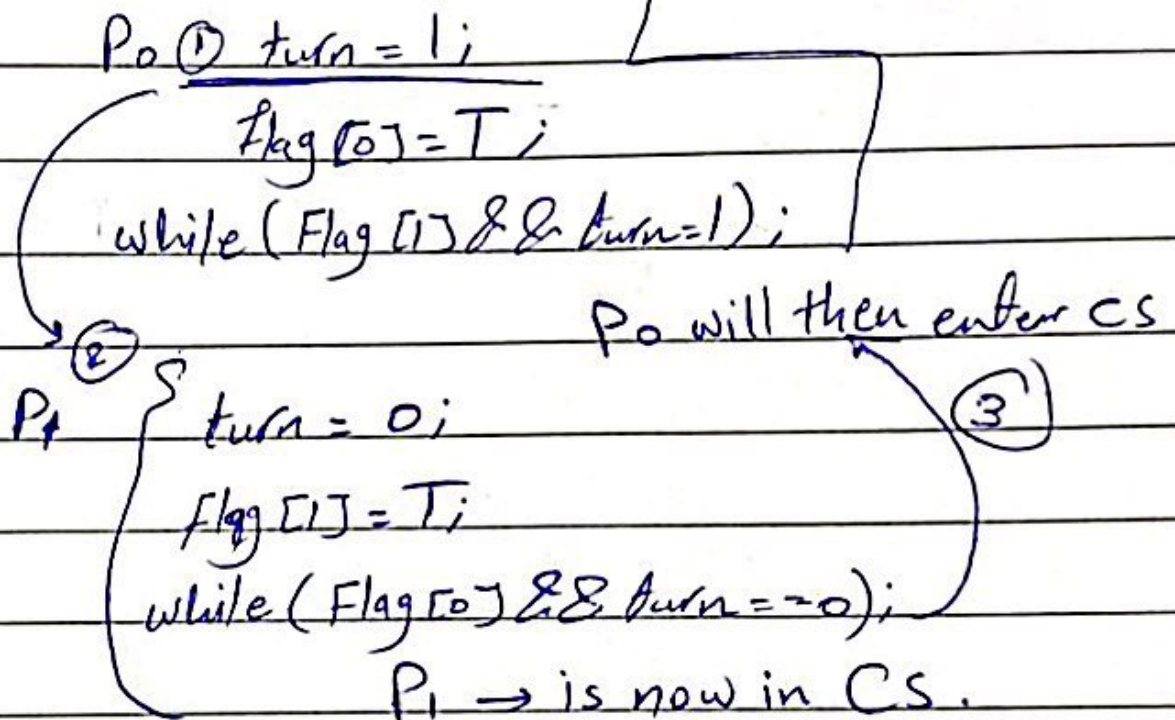 P0 ① turn = 1;
flag[0] = T;
while (Flag[1] && turn=1);
P0 will then enter CS
②
③
P1 { turn = 0;
flag[1] = T;
while (Flag[0] && turn==0);
P1 → is now in CS.